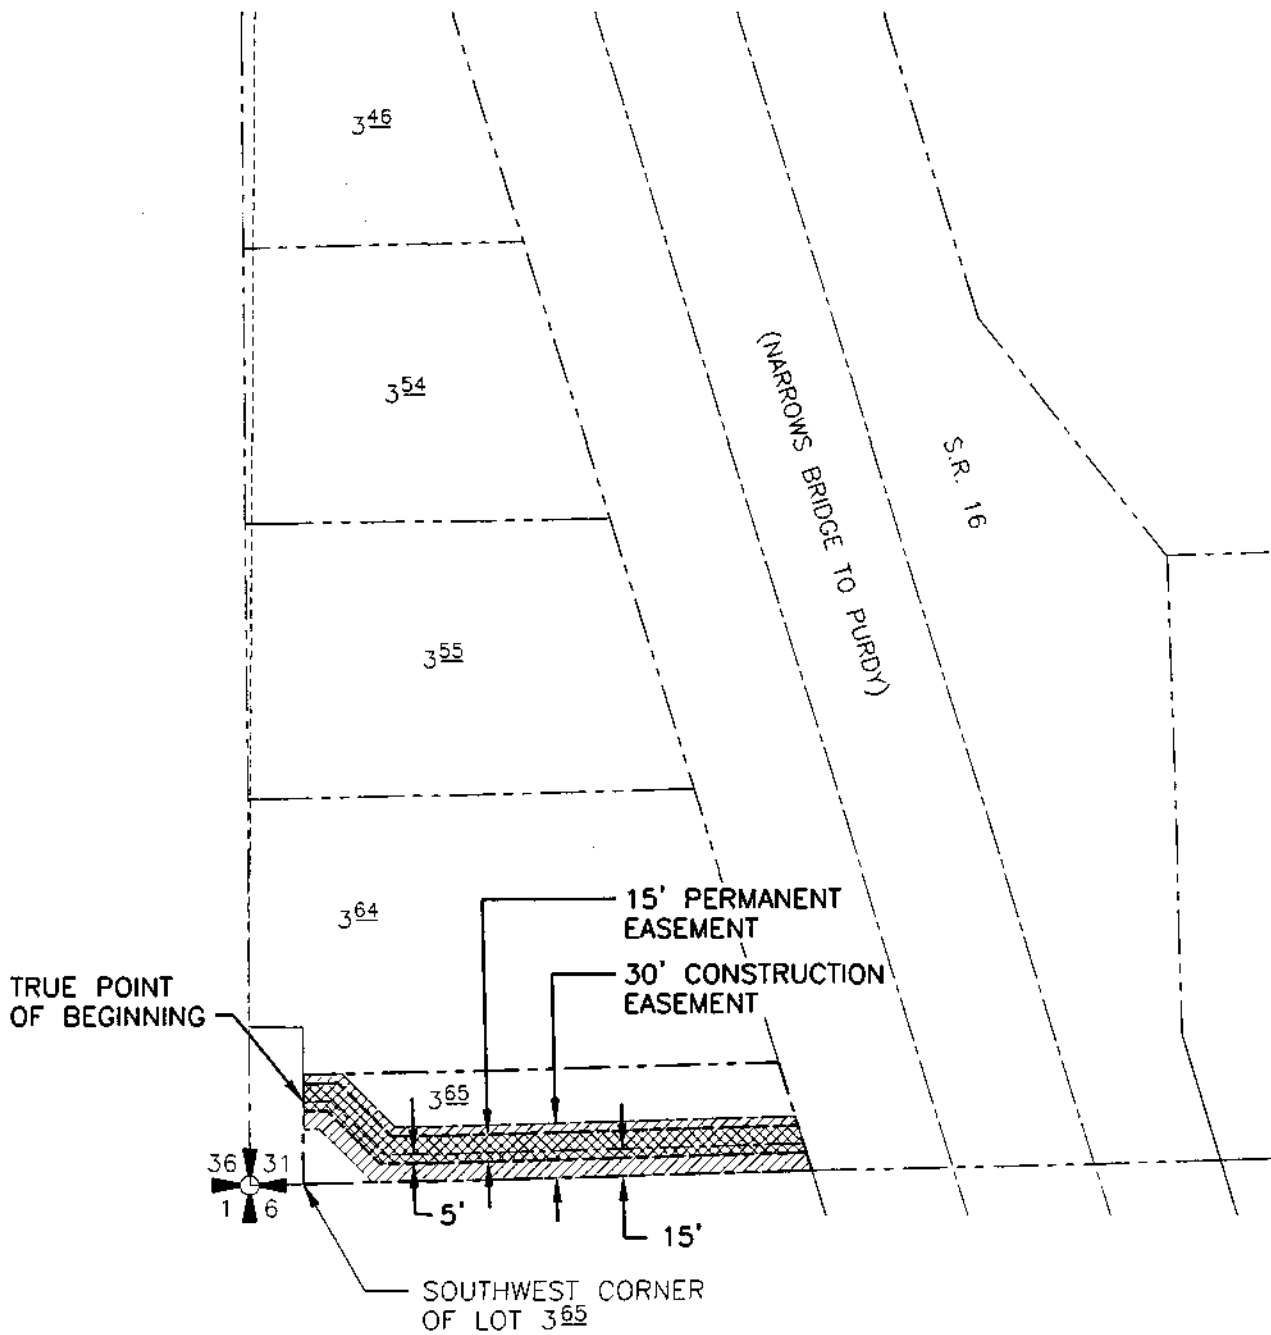 3 46
3 54
(NARROWS BRIDGE TO PURDY)
S.R. 16
3 55
15' PERMANENT
EASEMENT
3 64
30' CONSTRUCTION
EASEMENT
TRUE POINT
OF BEGINNING
3 65
36 31
1 6
5'
15'
SOUTHWEST CORNER
OF LOT 3 65